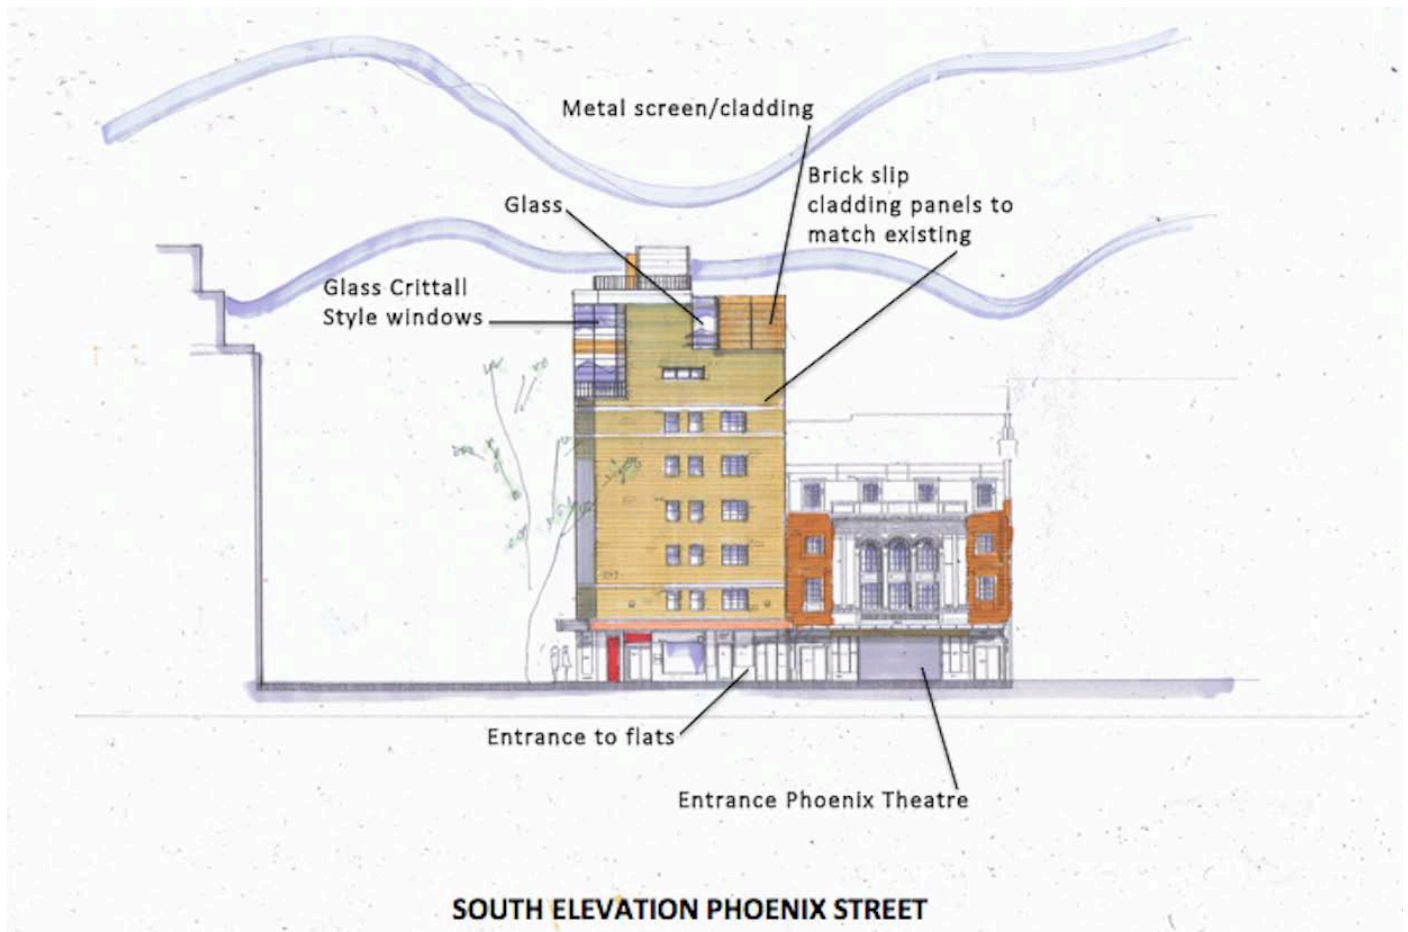 Metal screen/cladding
Brick slip
cladding panels to
match existing
Glass
Glass Crittall
Style windows
Entrance to flats
Entrance Phoenix Theatre
SOUTH ELEVATION PHOENIX STREET